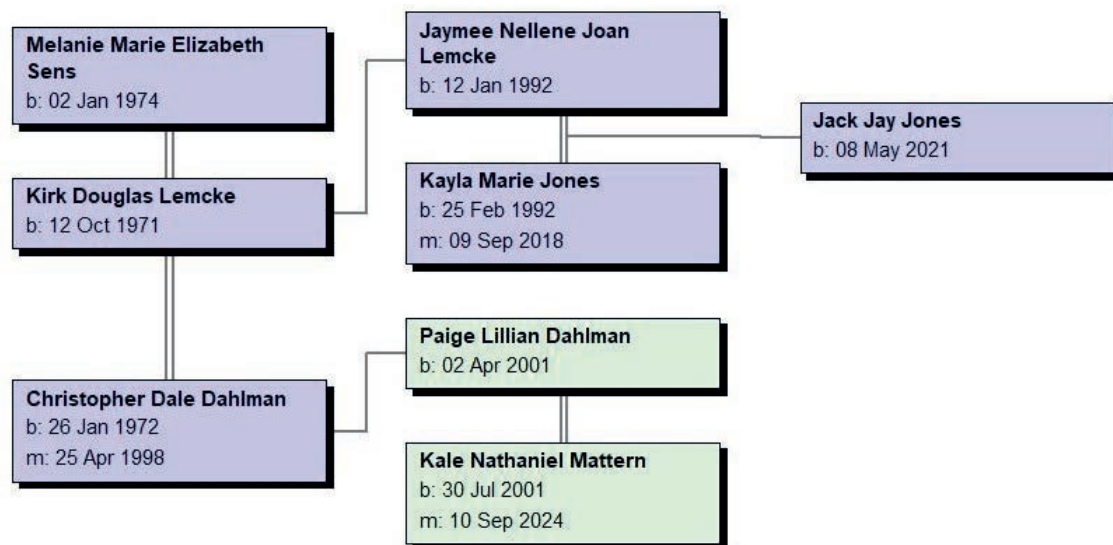 Melanie Marie Elizabeth
Sens
b: 02 Jan 1974
Kirk Douglas Lemcke
b: 12 Oct 1971
Christopher Dale Dahlman
b: 26 Jan 1972
m: 25 Apr 1998
Jaymee Nellene Joan
Lemcke
b: 12 Jan 1992
Kayla Marie Jones
b: 25 Feb 1992
m: 09 Sep 2018
Paige Lillian Dahlman
b: 02 Apr 2001
Kale Nathaniel Mattern
b: 30 Jul 2001
m: 10 Sep 2024
Jack Jay Jones
b: 08 May 2021